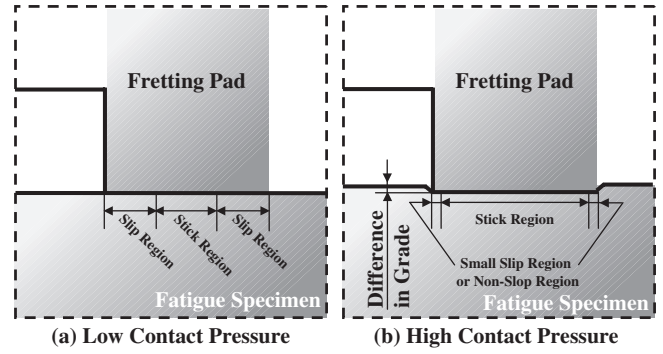 Fretting Pad
Slip Region
Stick Region
Slip Region
Fatigue Specimen
(a) Low Contact Pressure
Fretting Pad
Difference
in Grade
Stick Region
Small Slip Region
or Non-Slop Region
Fatigue Specimen
(b) High Contact Pressure